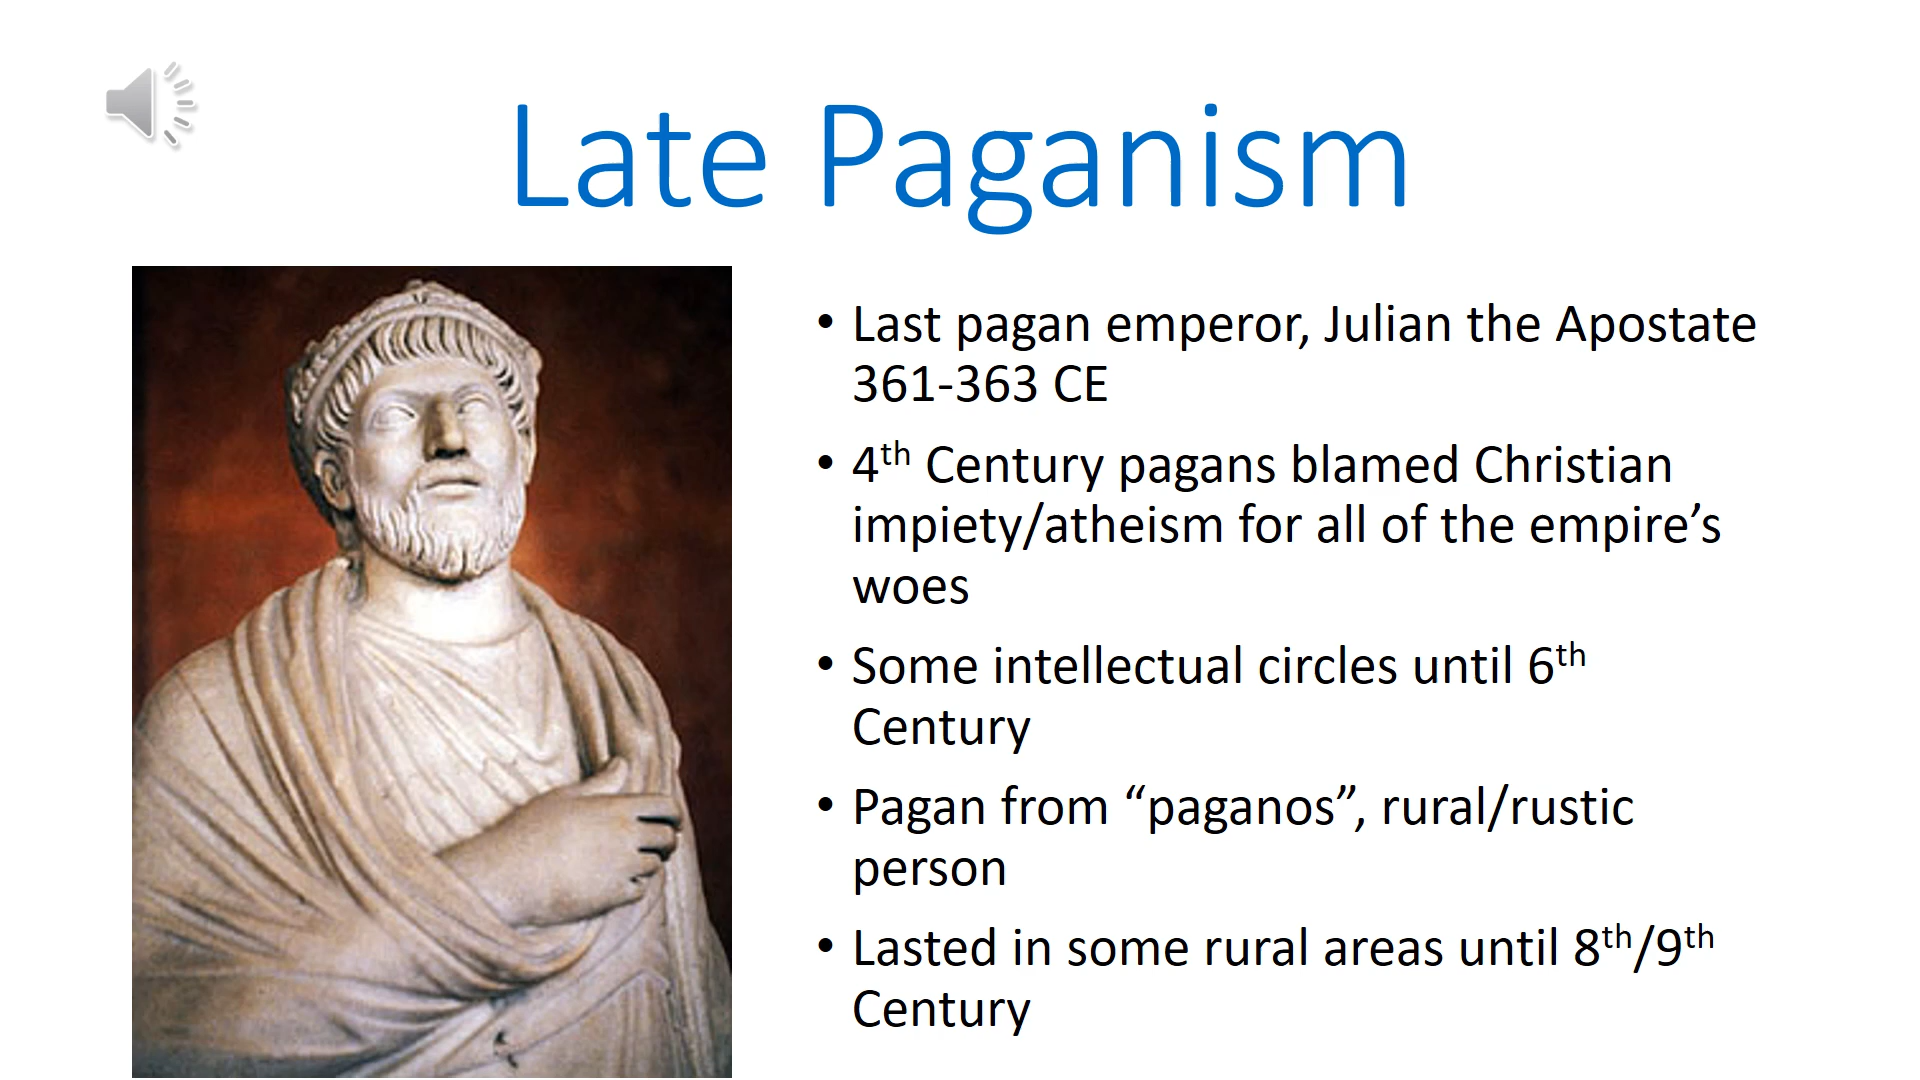 Late Paganism
• Last pagan emperor, Julian the Apostate
361-363 CE
• 4th Century pagans blamed Christian
impiety/atheism for all of the empire’s
woes
• Some intellectual circles until 6th
Century
• Pagan from “paganos”, rural/rustic
person
• Lasted in some rural areas until 8th/9th
Century